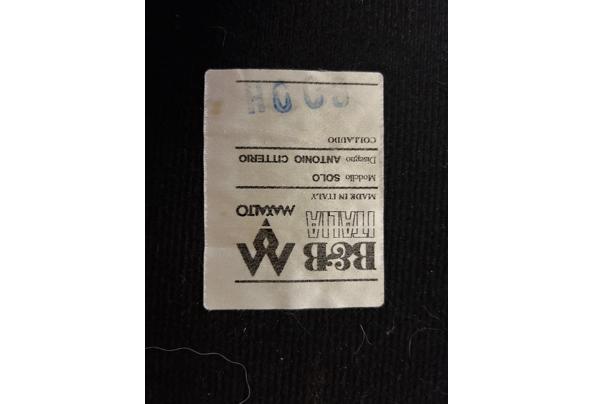 B&B
ITALIA MAXALTO
MADE IN ITALY
Modello SOLO
Disegno ANTONIO CITTERIO
COLLAUDO